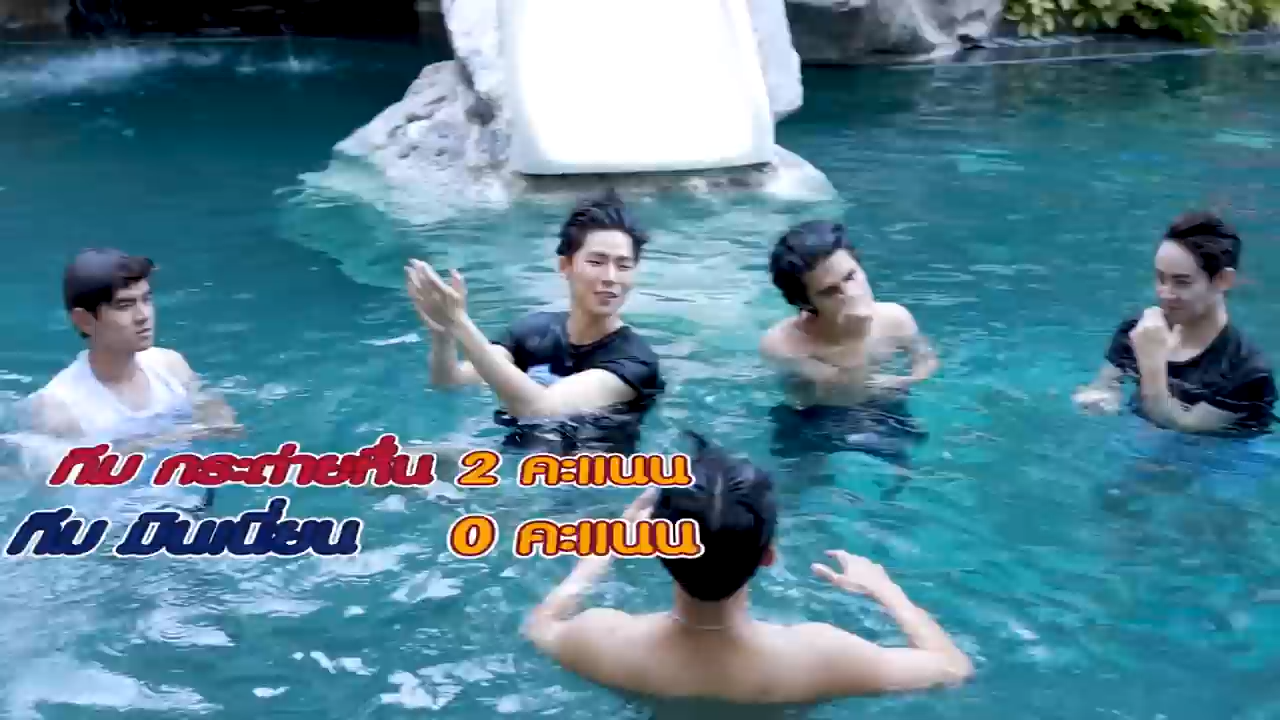 ทีม กระต่ายตื่น 2 คะแนน
ทีม มินเนี่ยน 0 คะแนน